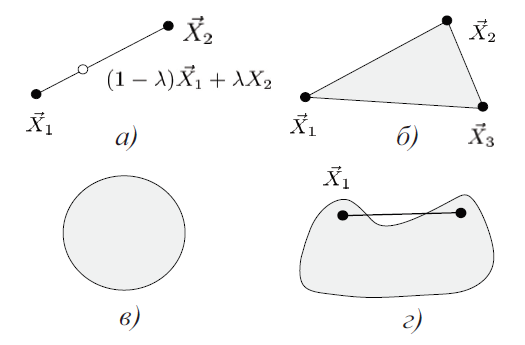 X⃗₂
(1 − λ)X⃗₁ + λX₂
X⃗₁
а)
X⃗₂
X⃗₁
X⃗₃
б)
X⃗₁
в)
г)